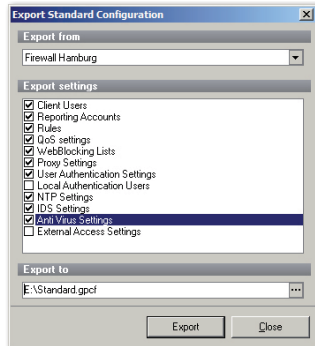 Export Standard Configuration
Export from
Firewall Hamburg
Export settings
Client Users
Reporting Accounts
Rules
QoS settings
WebBlocking Lists
Proxy Settings
User Authentication Settings
Local Authentication Users
NTP Settings
IDS Settings
Anti Virus Settings
External Access Settings
Export to
E:\Standard.gpcf
...
Export
Close